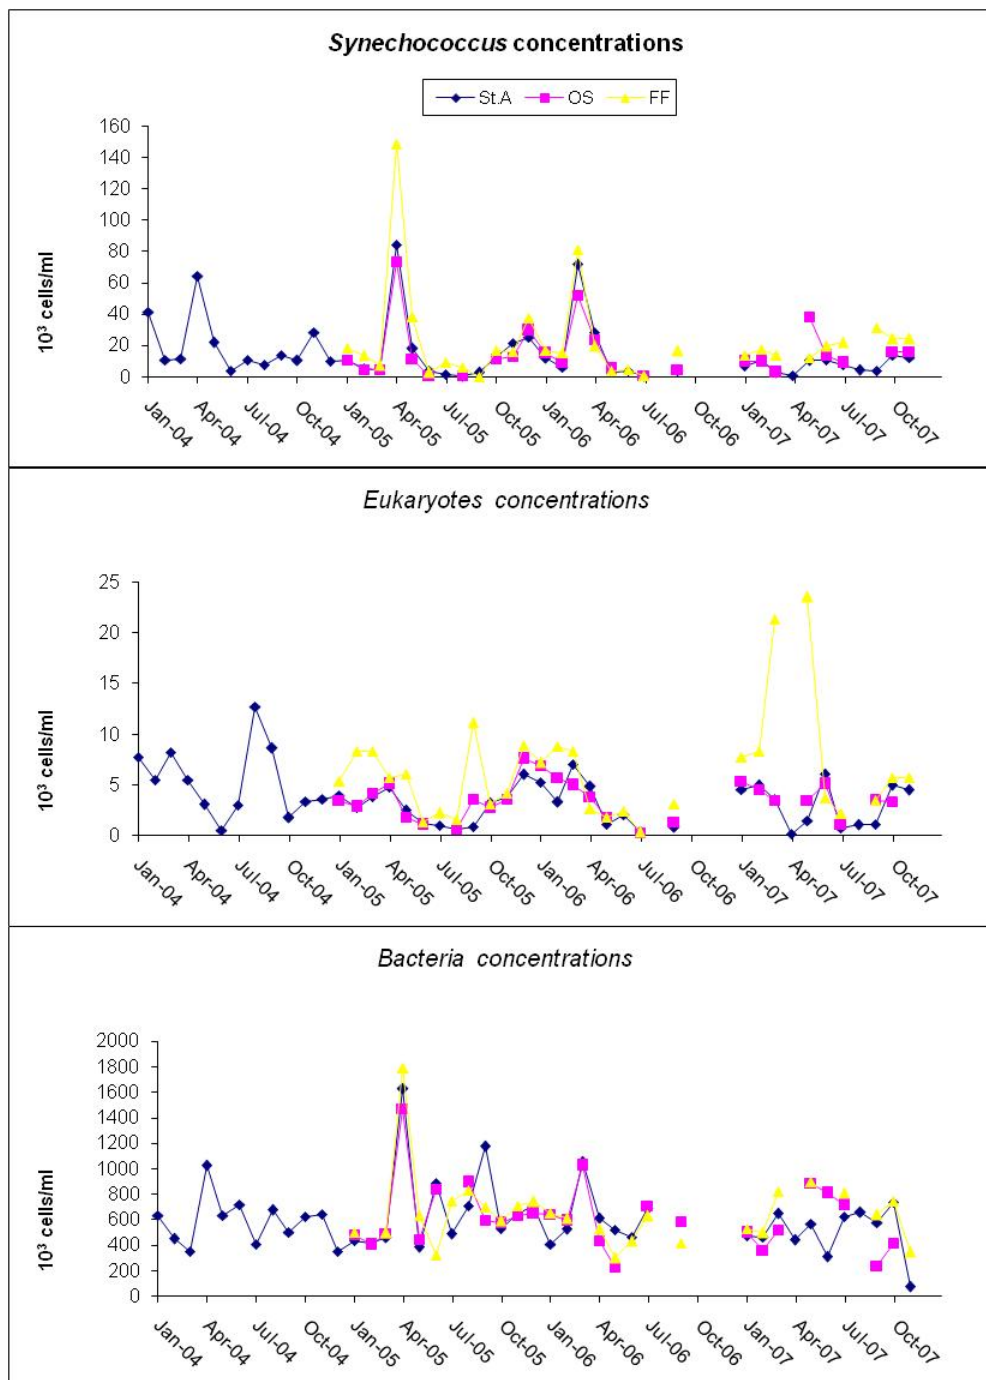 Synechococcus concentrations
St.A OS FF
160
140
120
100
80
60
40
20
0
10³ cells/ml
Jan-04 Apr-04 Jul-04 Oct-04 Jan-05 Apr-05 Jul-05 Oct-05 Jan-06 Apr-06 Jul-06 Oct-06 Jan-07 Apr-07 Jul-07 Oct-07
Eukaryotes concentrations
25
20
15
10
5
0
10³ cells/ml
Jan-04 Apr-04 Jul-04 Oct-04 Jan-05 Apr-05 Jul-05 Oct-05 Jan-06 Apr-06 Jul-06 Oct-06 Jan-07 Apr-07 Jul-07 Oct-07
Bacteria concentrations
2000
1800
1600
1400
1200
1000
800
600
400
200
0
10³ cells/ml
Jan-04 Apr-04 Jul-04 Oct-04 Jan-05 Apr-05 Jul-05 Oct-05 Jan-06 Apr-06 Jul-06 Oct-06 Jan-07 Apr-07 Jul-07 Oct-07